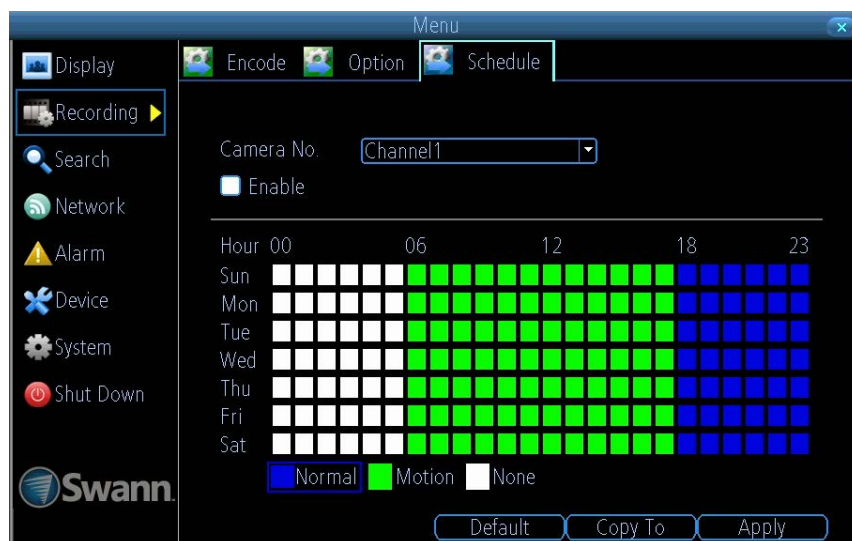 Menu
Display
Recording
Search
Network
Alarm
Device
System
Shut Down
Swann.
Encode Option Schedule
Camera No. Channel1
Enable
Hour 00 06 12 18 23
Sun
Mon
Tue
Wed
Thu
Fri
Sat
Normal Motion None
Default Copy To Apply